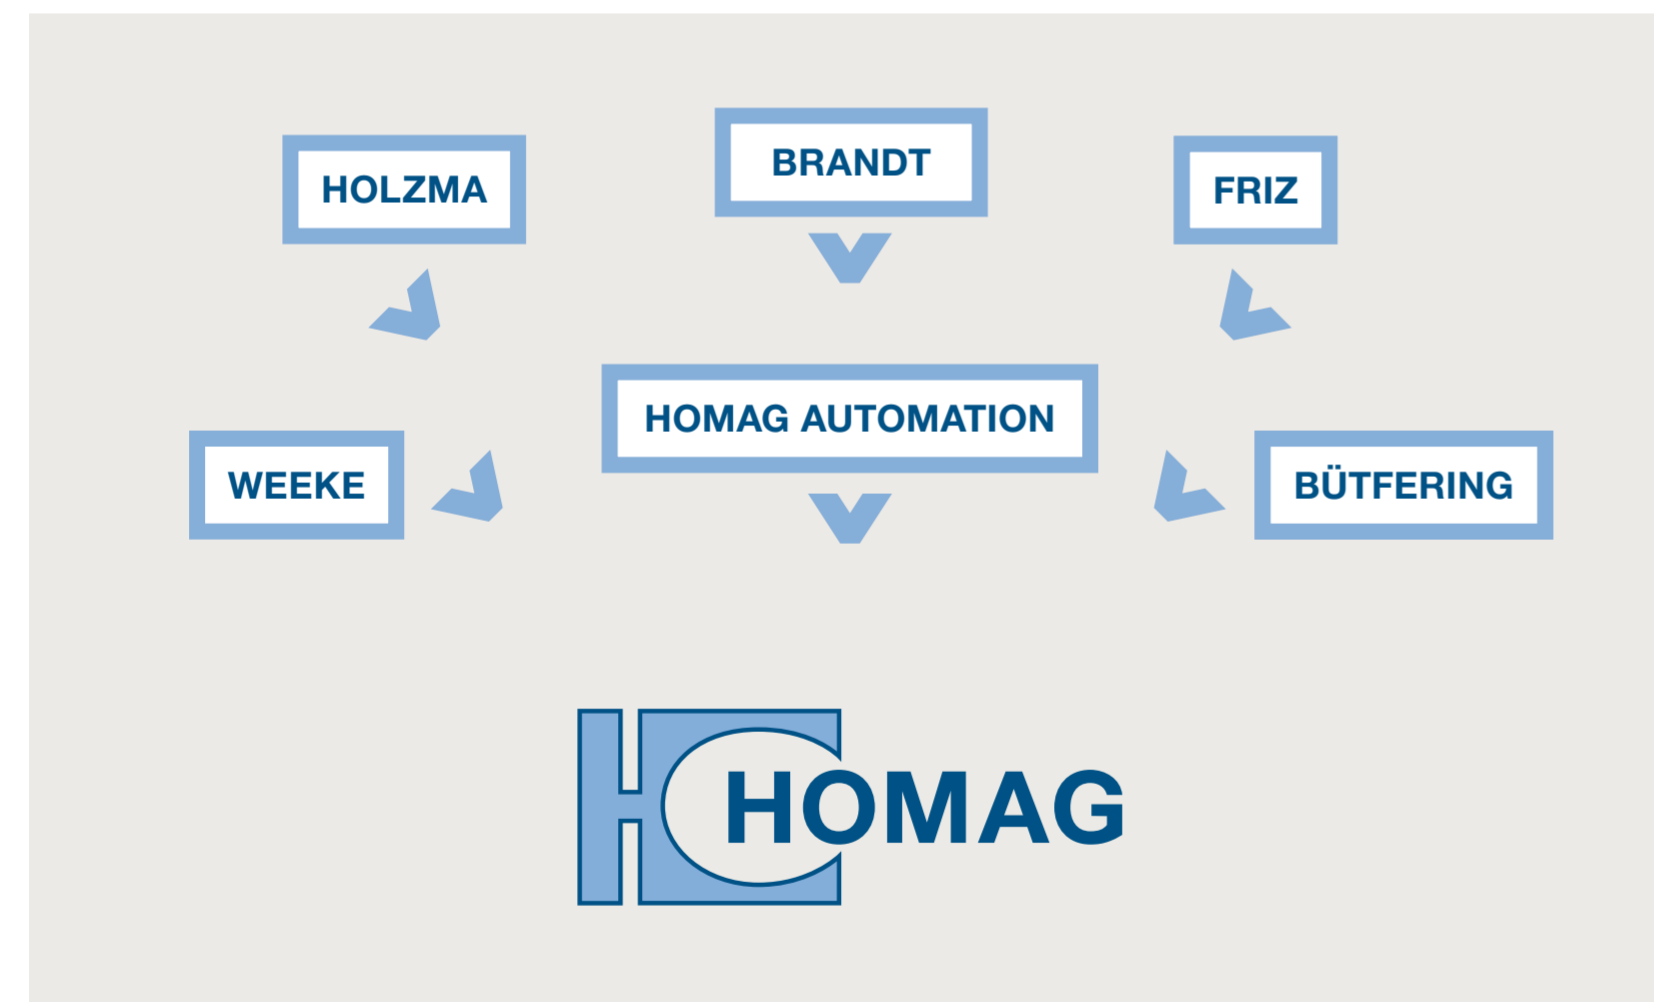 HOLZMA
BRANDT
FRIZ
WEEKE
HOMAG AUTOMATION
BÜTFERING
HOMAG